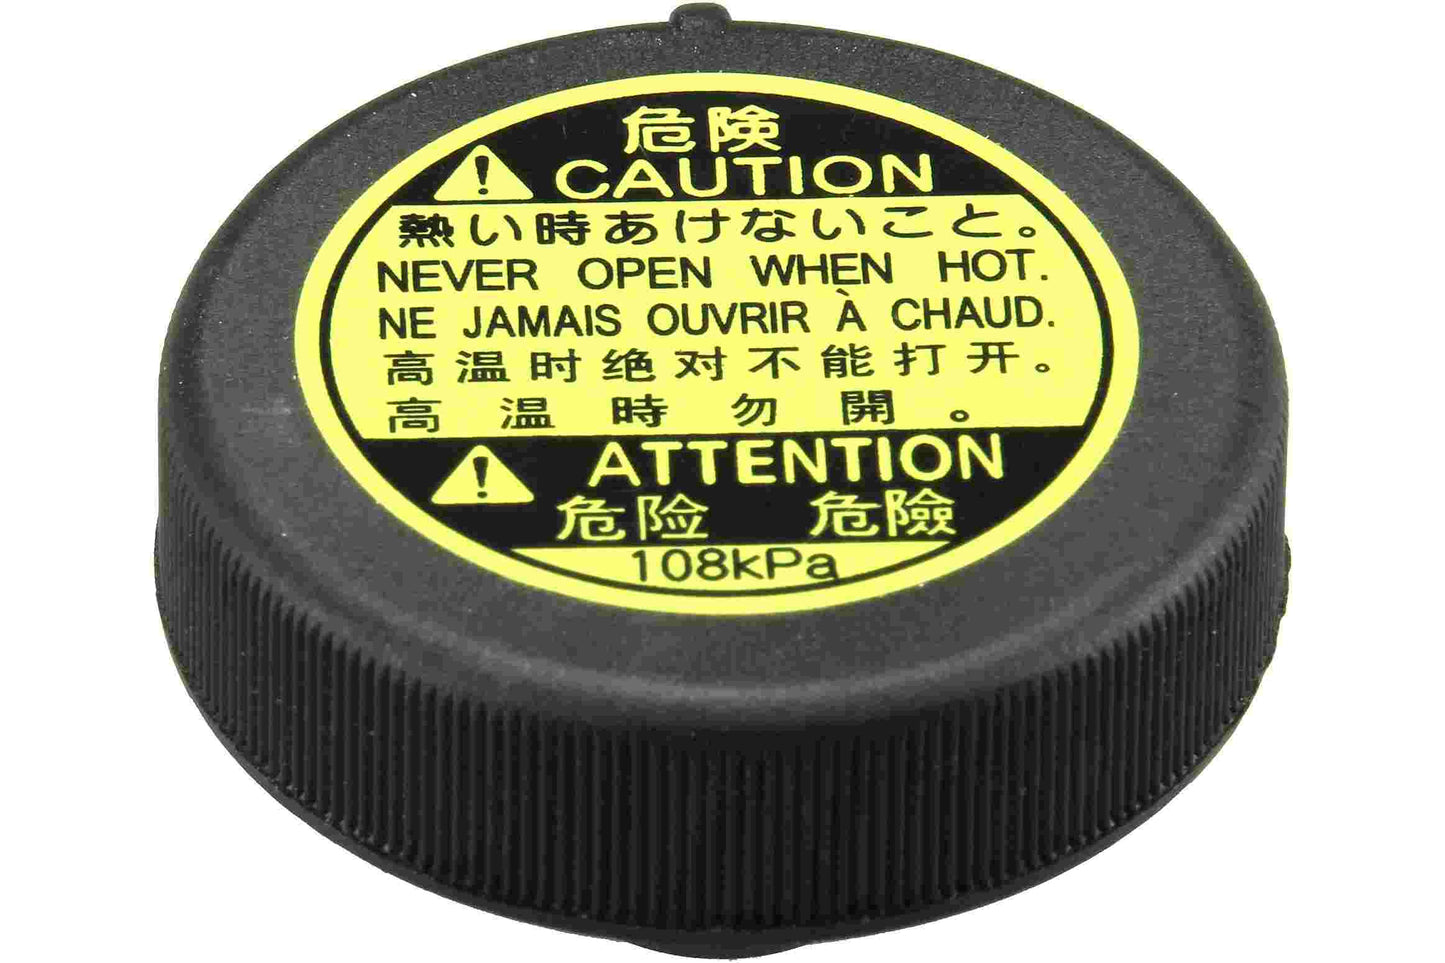 危険
CAUTION
熱い時あけないこと。
NEVER OPEN WHEN HOT.
NE JAMAIS OUVRIR À CHAUD.
高温时绝对不能打开。
高温時勿開。
ATTENTION
危险 危險
108kPa